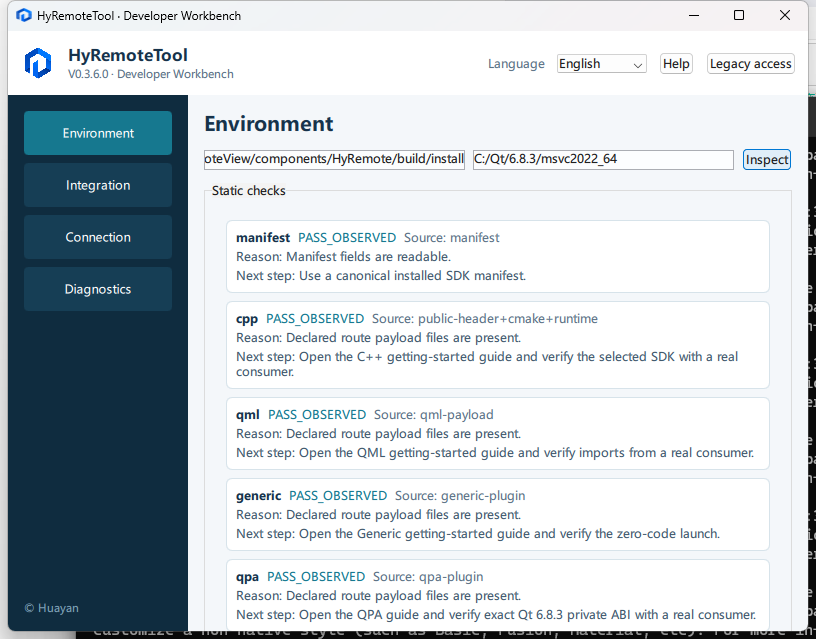 HyRemoteTool · Developer Workbench
HyRemoteTool
V0.3.6.0 · Developer Workbench
Language English Help Legacy access
Environment
Integration
Connection
Diagnostics
© Huayan
Environment
oteView/components/HyRemote/build/install C:/Qt/6.8.3/msvc2022_64 Inspect
Static checks
manifest PASS_OBSERVED Source: manifest
Reason: Manifest fields are readable.
Next step: Use a canonical installed SDK manifest.
cpp PASS_OBSERVED Source: public-header+cmake+runtime
Reason: Declared route payload files are present.
Next step: Open the C++ getting-started guide and verify the selected SDK with a real
consumer.
qml PASS_OBSERVED Source: qml-payload
Reason: Declared route payload files are present.
Next step: Open the QML getting-started guide and verify imports from a real consumer.
generic PASS_OBSERVED Source: generic-plugin
Reason: Declared route payload files are present.
Next step: Open the Generic getting-started guide and verify the zero-code launch.
qpa PASS_OBSERVED Source: qpa-plugin
Reason: Declared route payload files are present.
Next step: Open the QPA guide and verify exact Qt 6.8.3 private ABI with a real consumer.